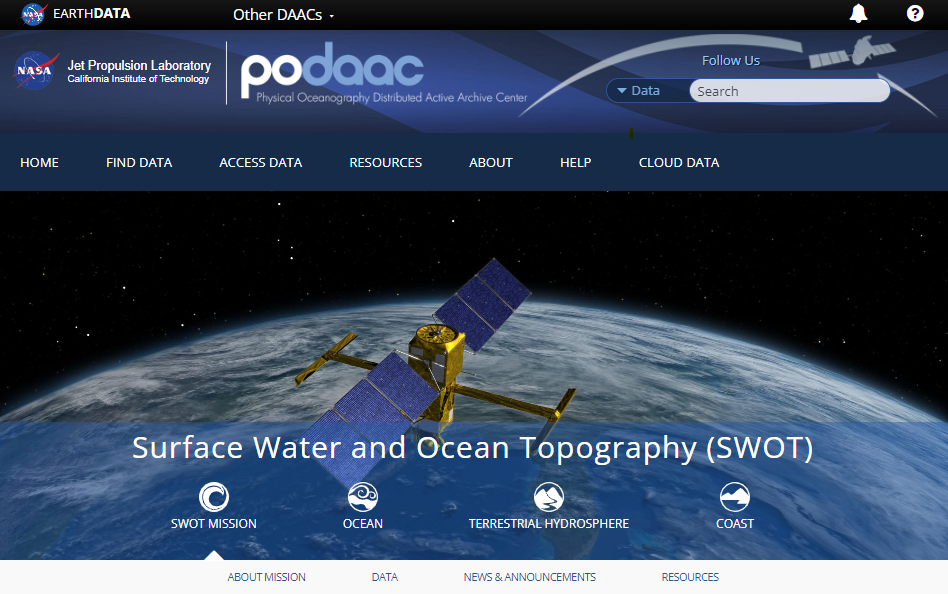 NASA EARTHDATA Other DAACs
NASA Jet Propulsion Laboratory
California Institute of Technology
podaac
Physical Oceanography Distributed Active Archive Center
Follow Us
Data Search
HOME FIND DATA ACCESS DATA RESOURCES ABOUT HELP CLOUD DATA
Surface Water and Ocean Topography (SWOT)
SWOT MISSION OCEAN TERRESTRIAL HYDROSPHERE COAST
ABOUT MISSION DATA NEWS & ANNOUNCEMENTS RESOURCES